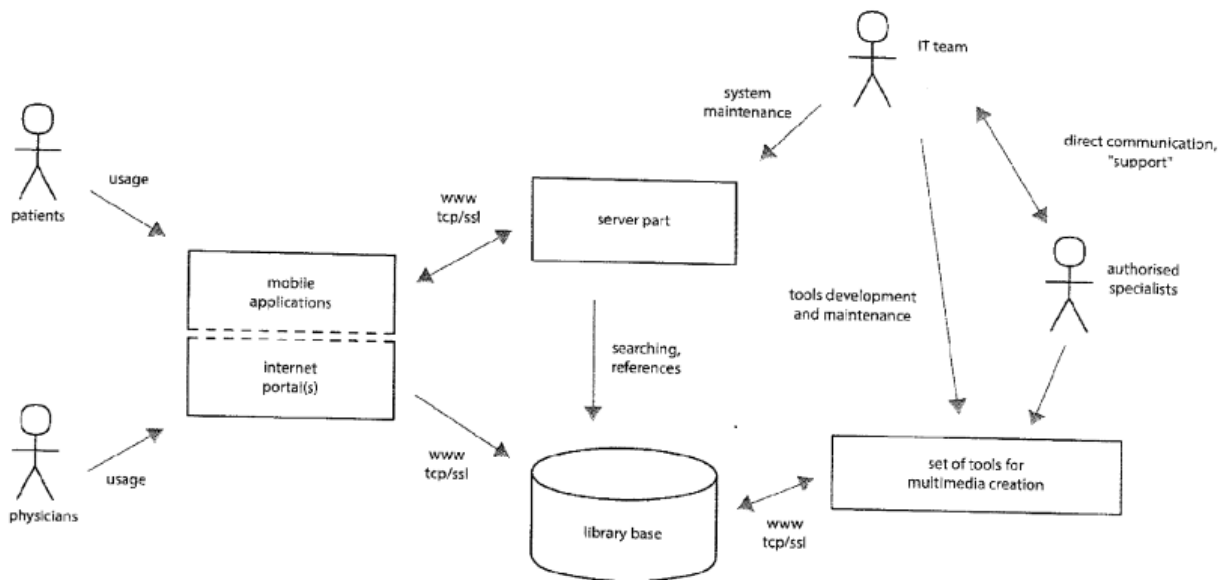 IT team
system
maintenance
direct communication,
"support"
usage
patients
www
tcp/ssl
server part
mobile
applications
authorised
specialists
tools development
and maintenance
searching,
references
internet
portal(s)
www
tcp/ssl
usage
physicians
set of tools for
multimedia creation
library base
www
tcp/ssl